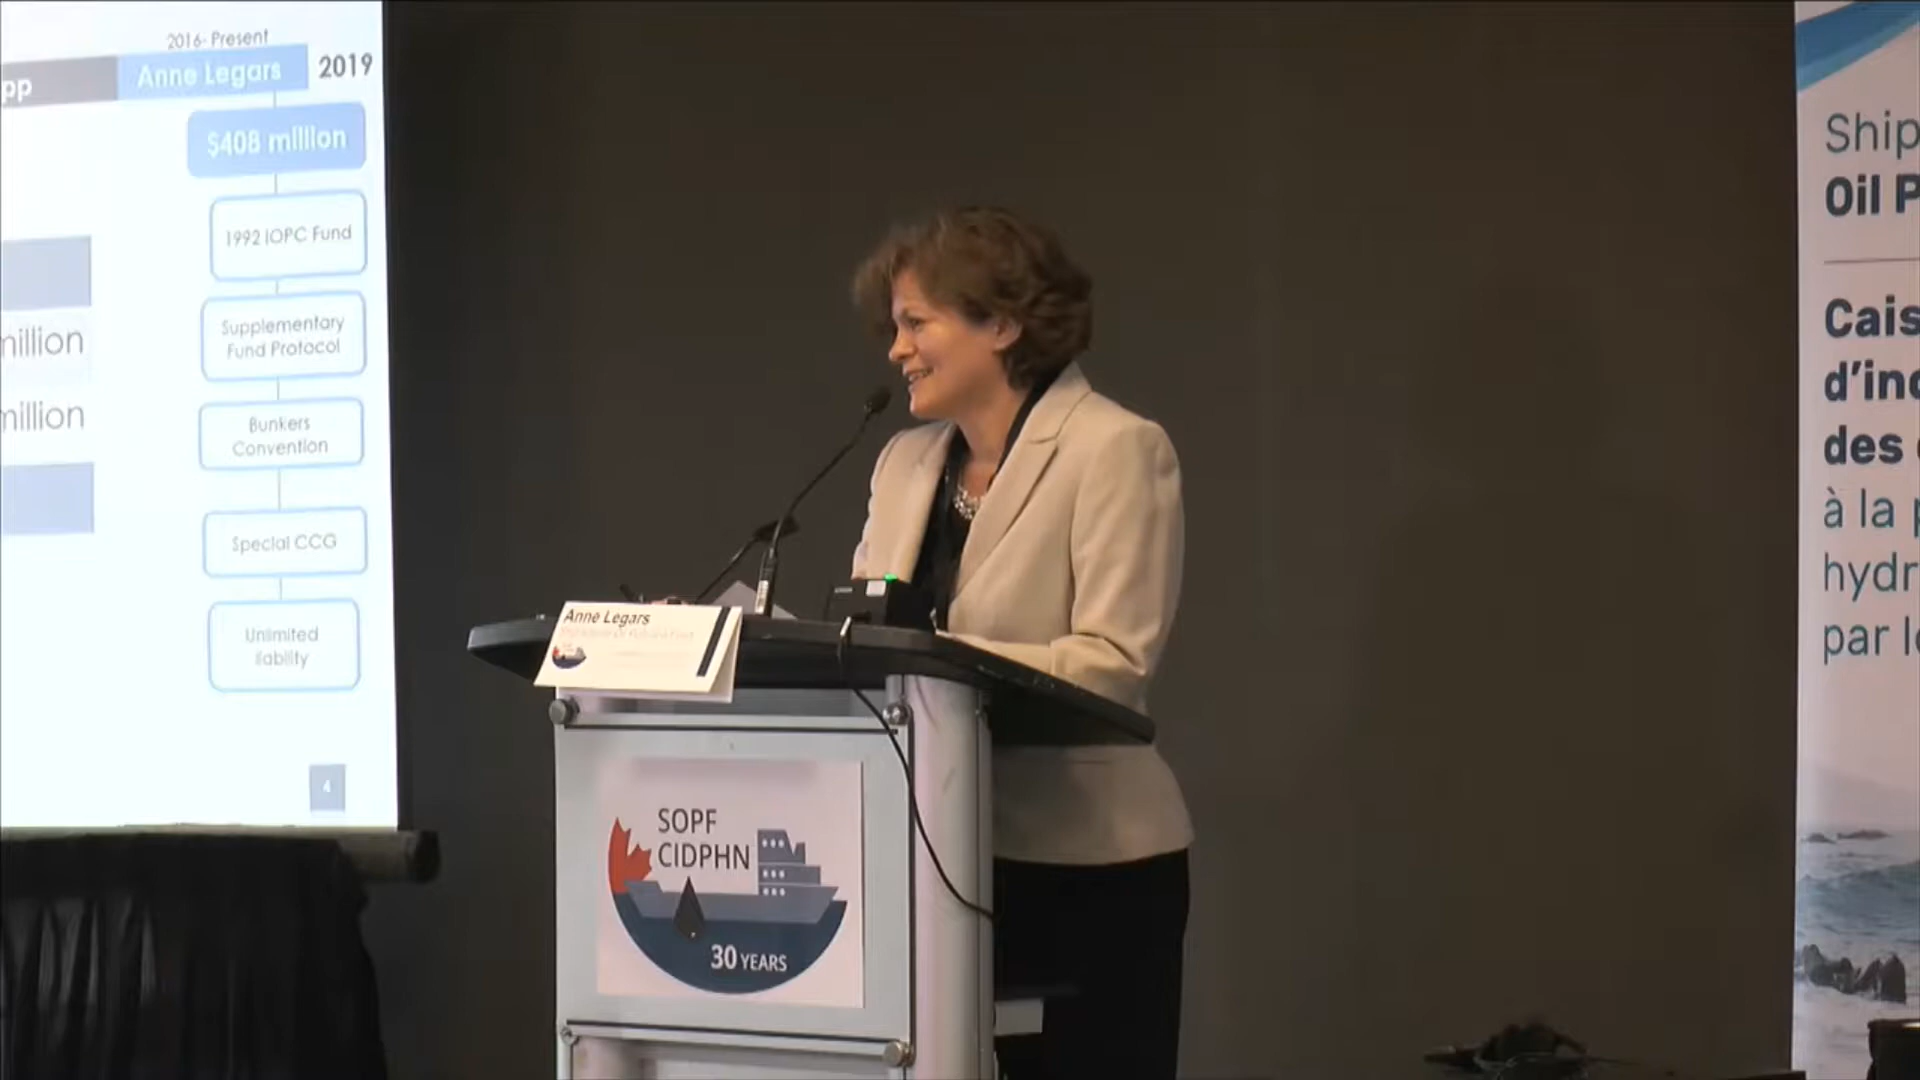 2016- Present
pp
Anne Legars
2019
$408 million
1992 IOPC Fund
Supplementary
Fund Protocol
million
Bunkers
Convention
million
Special CCG
Unlimited
liability
4
Anne Legars
SOPF
CIDPHN
30 YEARS
Ship
Oil P
Cais
d'ind
des
à la p
hydr
par l